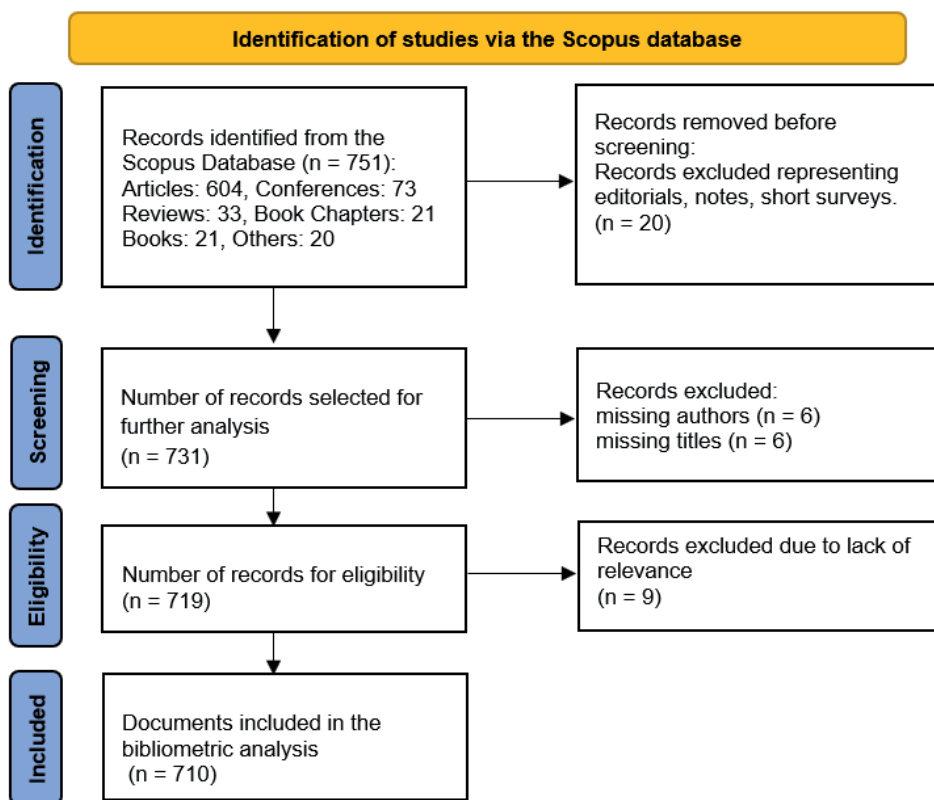 Identification of studies via the Scopus database
Identification
Records identified from the
Scopus Database (n = 751):
Articles: 604, Conferences: 73
Reviews: 33, Book Chapters: 21
Books: 21, Others: 20
Records removed before
screening:
Records excluded representing
editorials, notes, short surveys.
(n = 20)
Screening
Number of records selected for
further analysis
(n = 731)
Records excluded:
missing authors (n = 6)
missing titles (n = 6)
Eligibility
Number of records for eligibility
(n = 719)
Records excluded due to lack of
relevance
(n = 9)
Included
Documents included in the
bibliometric analysis
(n = 710)